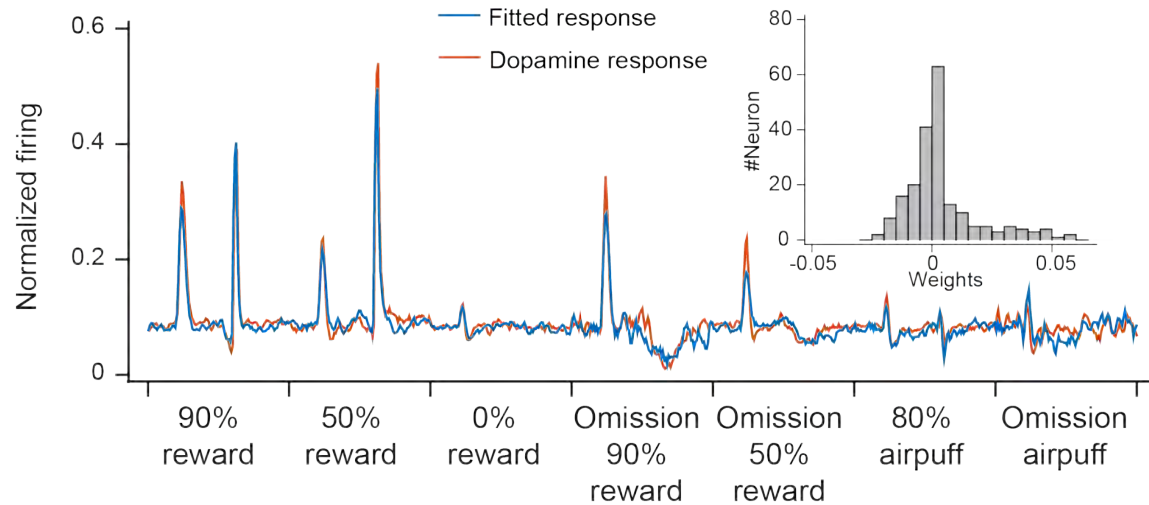 Fitted response
Dopamine response
Normalized firing
0.6
0.4
0.2
0
80
60
40
20
0
#Neuron
-0.05
0
0.05
Weights
90%
reward
50%
reward
0%
reward
Omission
90%
reward
Omission
50%
reward
80%
airpuff
Omission
airpuff